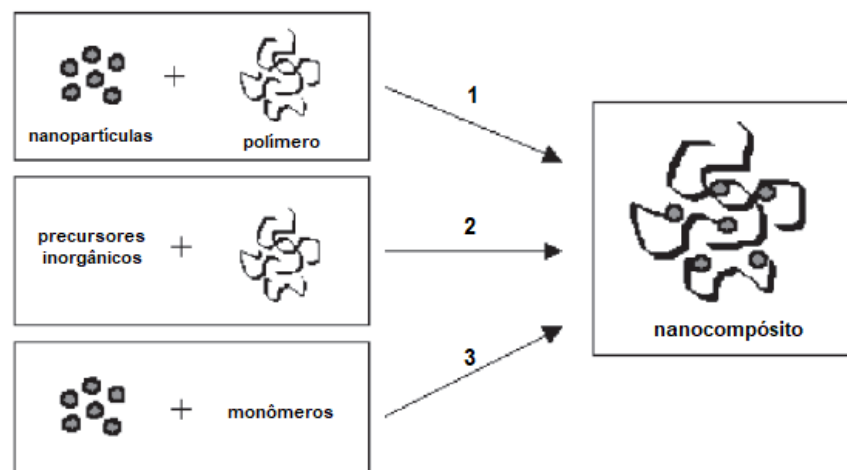 +
nanopartículas
polímero
1
precursores
inorgânicos
+
2
+
monômeros
3
nanocompósito